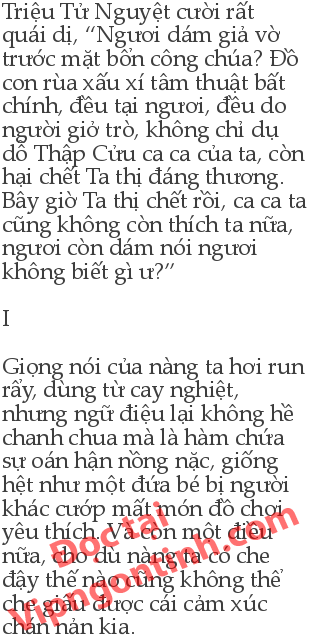 Triệu Tử Nguyệt cười rất
quái dị, “Ngươi dám giả vờ
trước mặt bổn công chúa? Đồ
con rùa xấu xí tâm thuật bất
chính, đều tại ngươi, đều do
người giở trò, không chỉ dụ
dỗ Thập Cửu ca ca của ta, còn
hại chết Ta thị đáng thương.
Bây giờ Ta thị chết rồi, ca ca ta
cũng không còn thích ta nữa,
ngươi còn dám nói ngươi
không biết gì ư?”
I
Giọng nói của nàng ta hơi run
rẩy, dùng từ cay nghiệt,
nhưng ngữ điệu lại không hề
chanh chua mà là hàm chứa
sự oán hận nồng nặc, giống
hệt như một đứa bé bị người
khác cướp mất món đồ chơi
yêu thích. Và còn một điều
nữa, cho dù nàng ta có che
đậy thế nào cũng không thể
che giấu được cái cảm xúc
chán nản kia.
Đọc tại
Vipngontinh.com